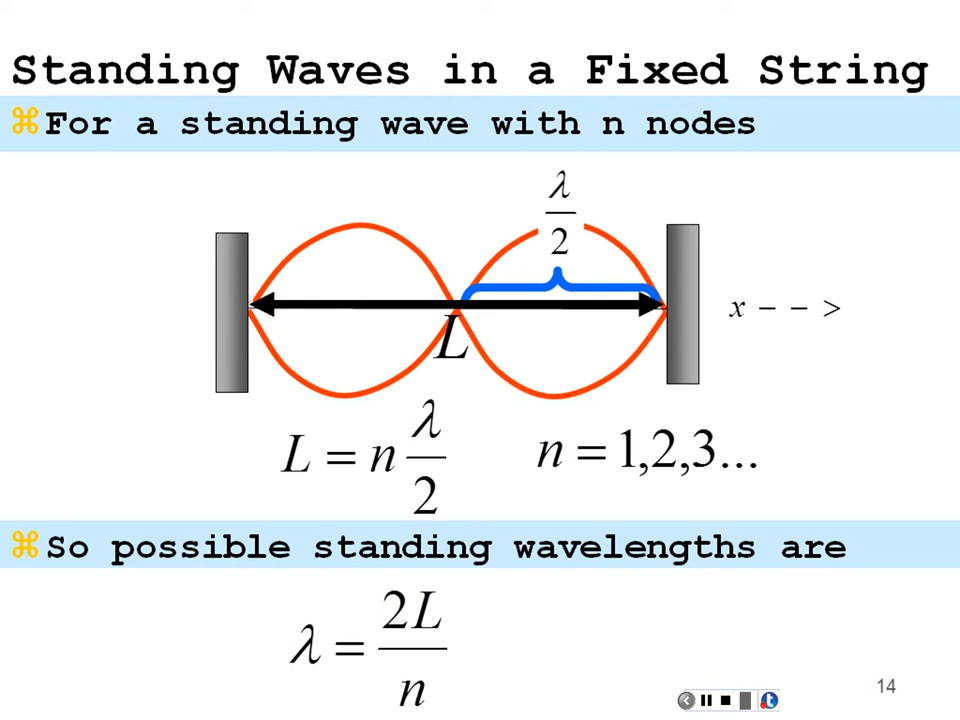 Standing Waves in a Fixed String
⌘For a standing wave with n nodes
λ/2
x − − >
L
L = n λ/2
n = 1,2,3...
⌘So possible standing wavelengths are
λ = 2L/n
14